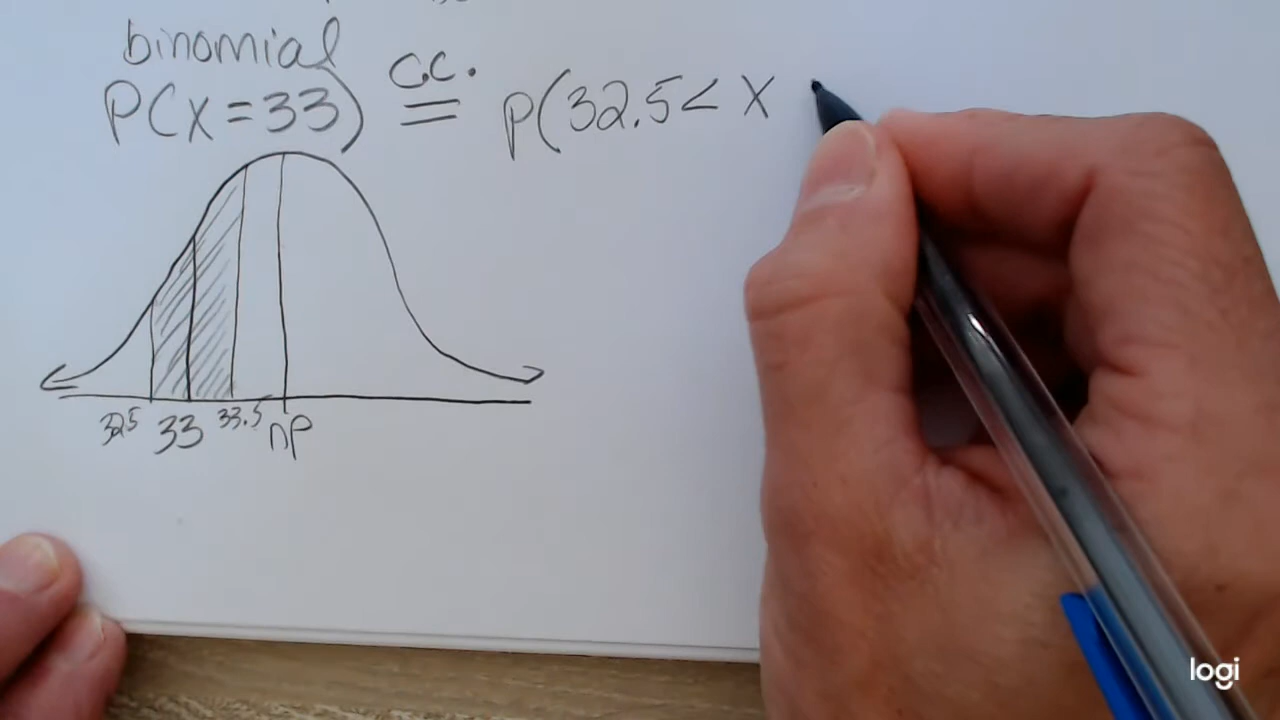 binomial
P(X=33) C.C. = P(32.5< X
32.5 33 33.5 np
logi